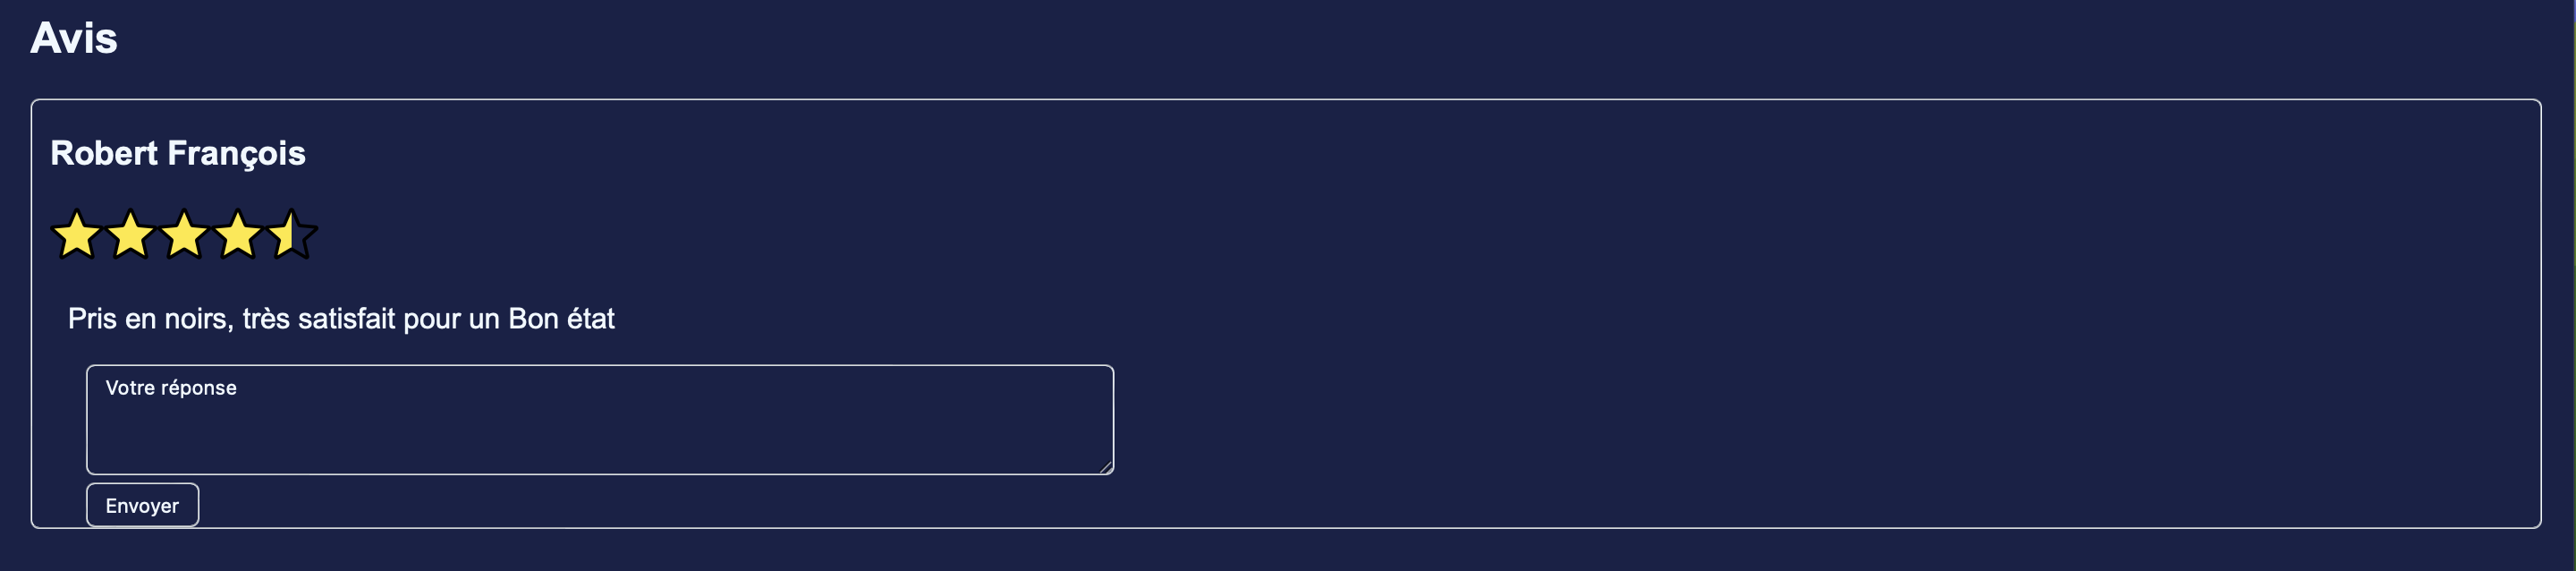 Avis
Robert François
Pris en noirs, très satisfait pour un Bon état
Votre réponse
Envoyer